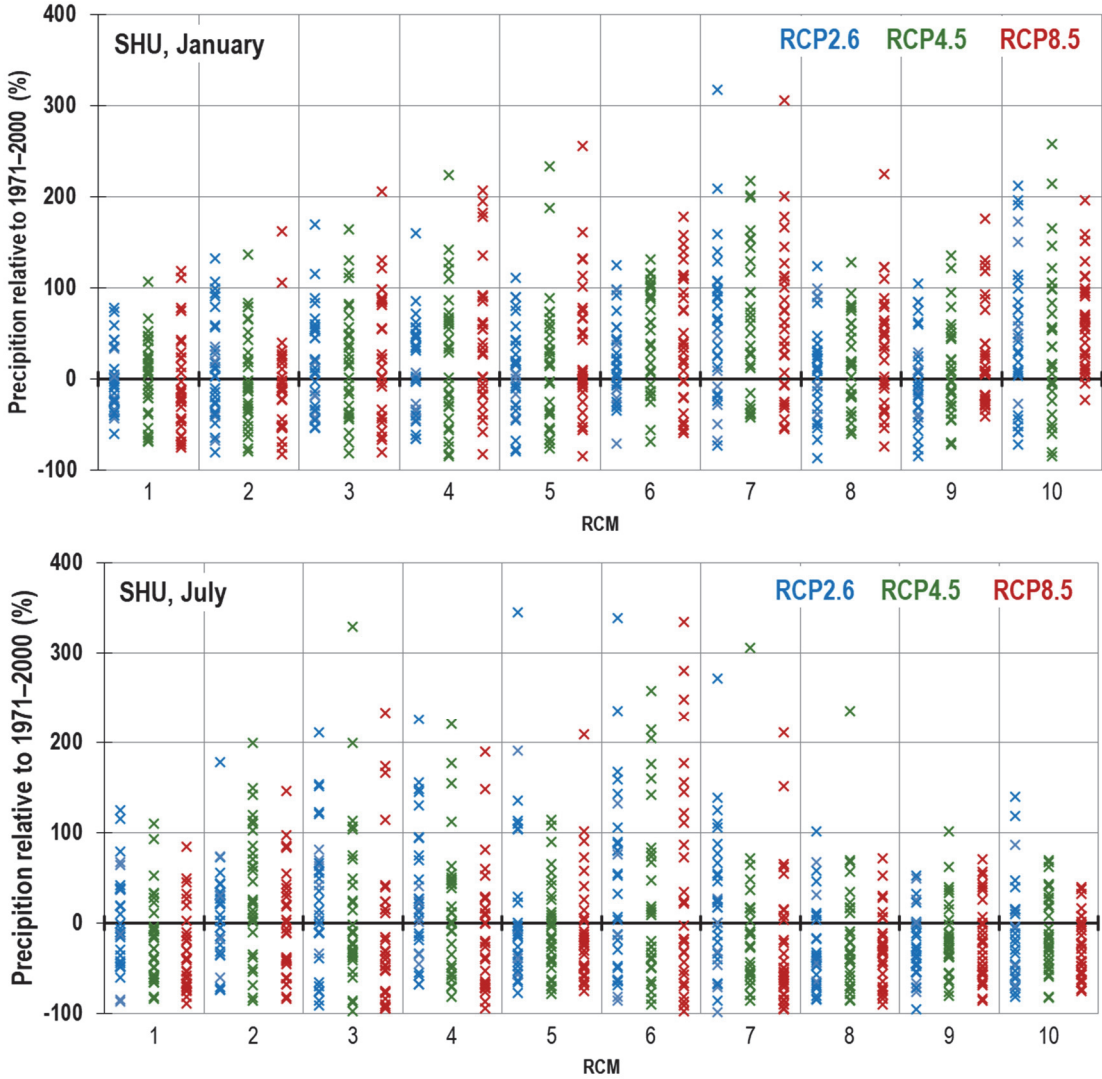 SHU, January
RCP2.6 RCP4.5 RCP8.5
Precipition relative to 1971–2000 (%)
400
300
200
100
0
-100
1 2 3 4 5 6 7 8 9 10
RCM
SHU, July
RCP2.6 RCP4.5 RCP8.5
Precipition relative to 1971–2000 (%)
400
300
200
100
0
-100
1 2 3 4 5 6 7 8 9 10
RCM